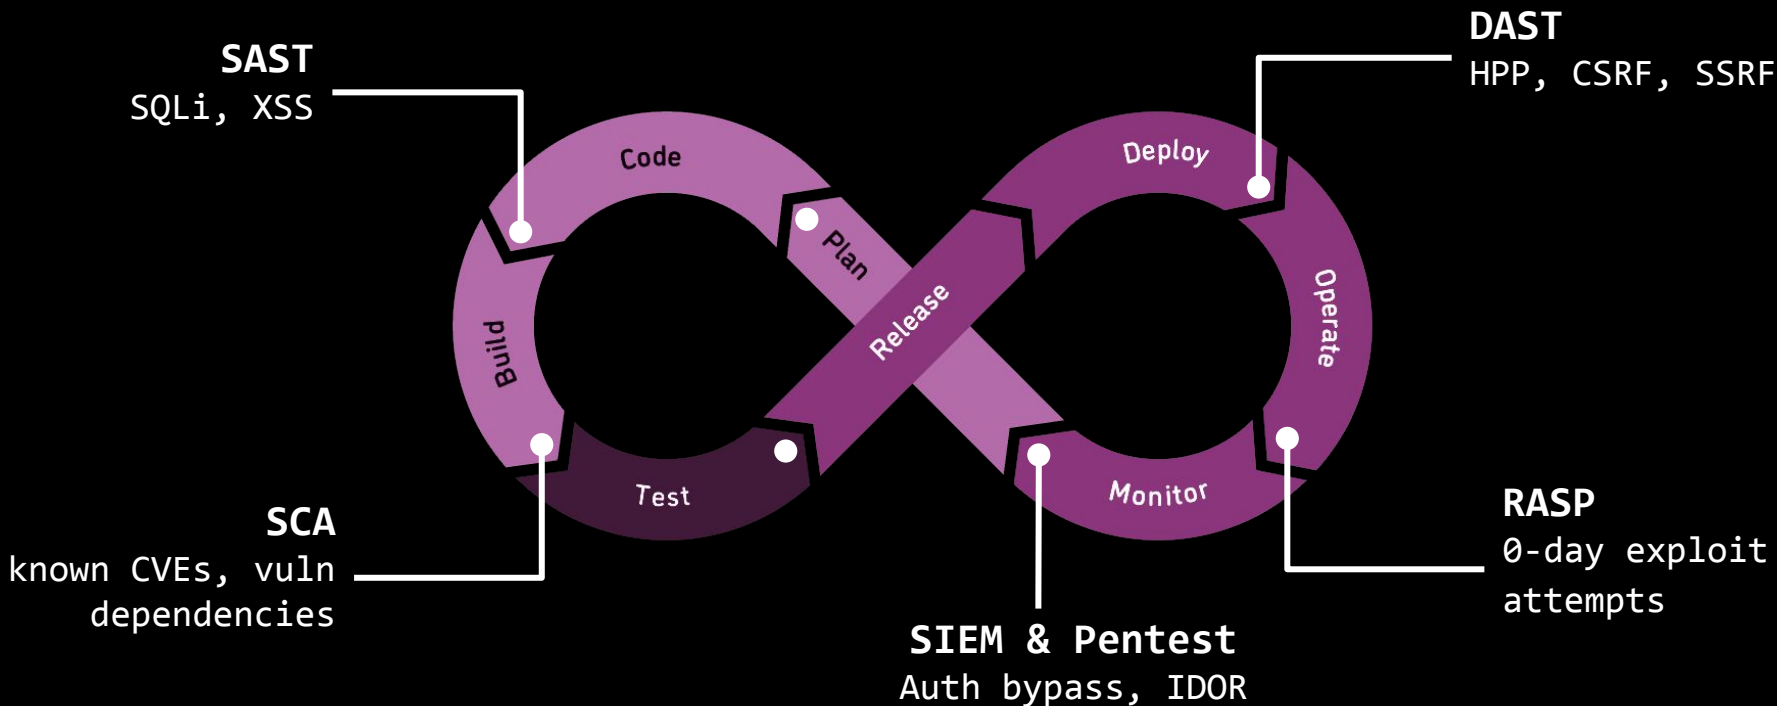 DAST
HPP, CSRF, SSRF
SAST
SQLi, XSS
Code
Deploy
Plan
Release
Build
Operate
Test
Monitor
SCA
known CVEs, vuln
dependencies
RASP
0-day exploit
attempts
SIEM & Pentest
Auth bypass, IDOR